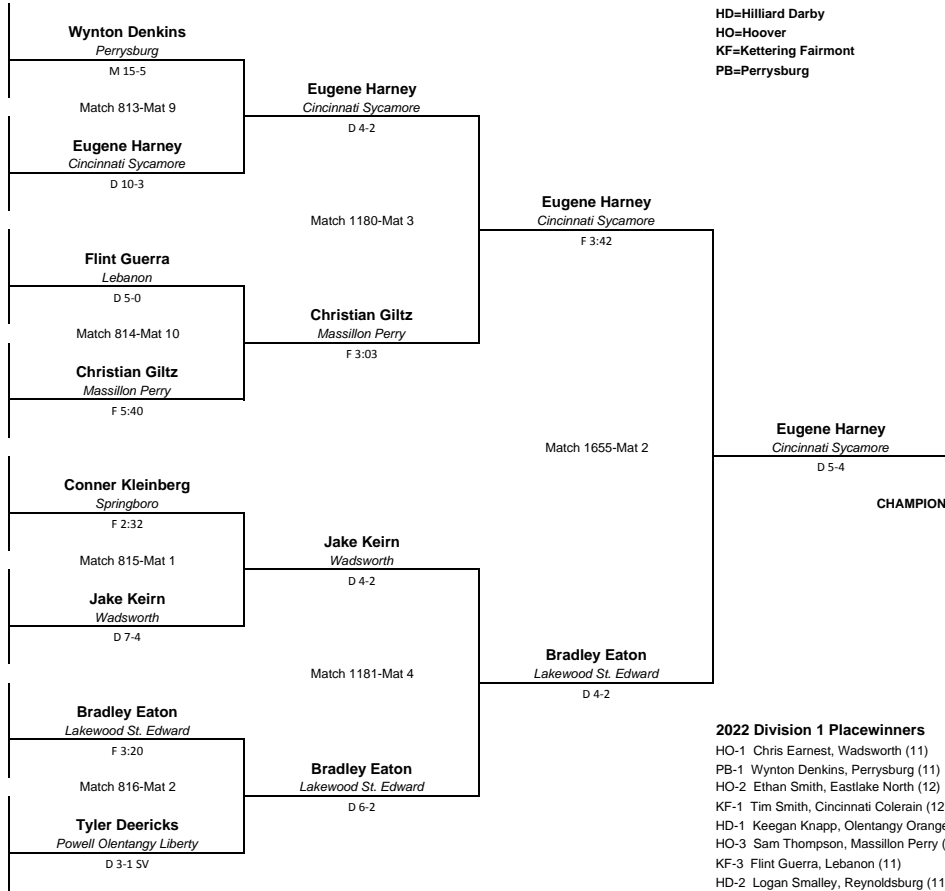 HD=Hilliard Darby
HO=Hoover
KF=Kettering Fairmont
PB=Perrysburg
Wynton Denkins
Perrysburg
M 15-5
Match 813-Mat 9
Eugene Harney
Cincinnati Sycamore
D 10-3
Flint Guerra
Lebanon
D 5-0
Match 814-Mat 10
Christian Giltz
Massillon Perry
F 5:40
Conner Kleinberg
Springboro
F 2:32
Match 815-Mat 1
Jake Keirn
Wadsworth
D 7-4
Bradley Eaton
Lakewood St. Edward
F 3:20
Match 816-Mat 2
Tyler Deericks
Powell Olentangy Liberty
D 3-1 SV
Eugene Harney
Cincinnati Sycamore
D 4-2
Match 1180-Mat 3
Christian Giltz
Massillon Perry
F 3:03
Jake Keirn
Wadsworth
D 4-2
Match 1181-Mat 4
Bradley Eaton
Lakewood St. Edward
D 6-2
Eugene Harney
Cincinnati Sycamore
F 3:42
Match 1655-Mat 2
Bradley Eaton
Lakewood St. Edward
D 4-2
Eugene Harney
Cincinnati Sycamore
D 5-4
CHAMPION
2022 Division 1 Placewinners
HO-1 Chris Earnest, Wadsworth (11)
PB-1 Wynton Denkins, Perrysburg (11)
HO-2 Ethan Smith, Eastlake North (12)
KF-1 Tim Smith, Cincinnati Colerain (12
HD-1 Keegan Knapp, Olentangy Orange
HO-3 Sam Thompson, Massillon Perry (
KF-3 Flint Guerra, Lebanon (11)
HD-2 Logan Smalley, Reynoldsburg (11